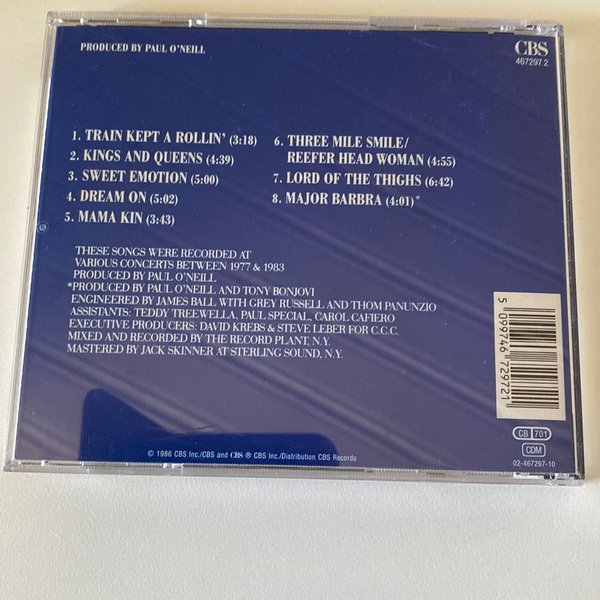 PRODUCED BY PAUL O'NEILL
CBS
467297 2
1. TRAIN KEPT A ROLLIN' (3:18)
2. KINGS AND QUEENS (4:39)
3. SWEET EMOTION (5:00)
4. DREAM ON (5:02)
5. MAMA KIN (3:43)
6. THREE MILE SMILE/
REEFER HEAD WOMAN (4:55)
7. LORD OF THE THIGHS (6:42)
8. MAJOR BARBRA (4:01)*
THESE SONGS WERE RECORDED AT
VARIOUS CONCERTS BETWEEN 1977 & 1983
PRODUCED BY PAUL O'NEILL
*PRODUCED BY PAUL O'NEILL AND TONY BONJOVI
ENGINEERED BY JAMES BALL WITH GREY RUSSELL AND THOM PANUNZIO
ASSISTANTS: TEDDY TREEWELLA, PAUL SPECIAL, CAROL CAFIERO
EXECUTIVE PRODUCERS: DAVID KREBS & STEVE LEBER FOR C.C.C.
MIXED AND RECORDED BY THE RECORD PLANT, N.Y.
MASTERED BY JACK SKINNER AT STERLING SOUND, N.Y.
5 099746 729721
CB 701
CDM
02-467297-10
© 1986 CBS Inc./CBS and CBS ℗ CBS Inc./Distribution CBS Records